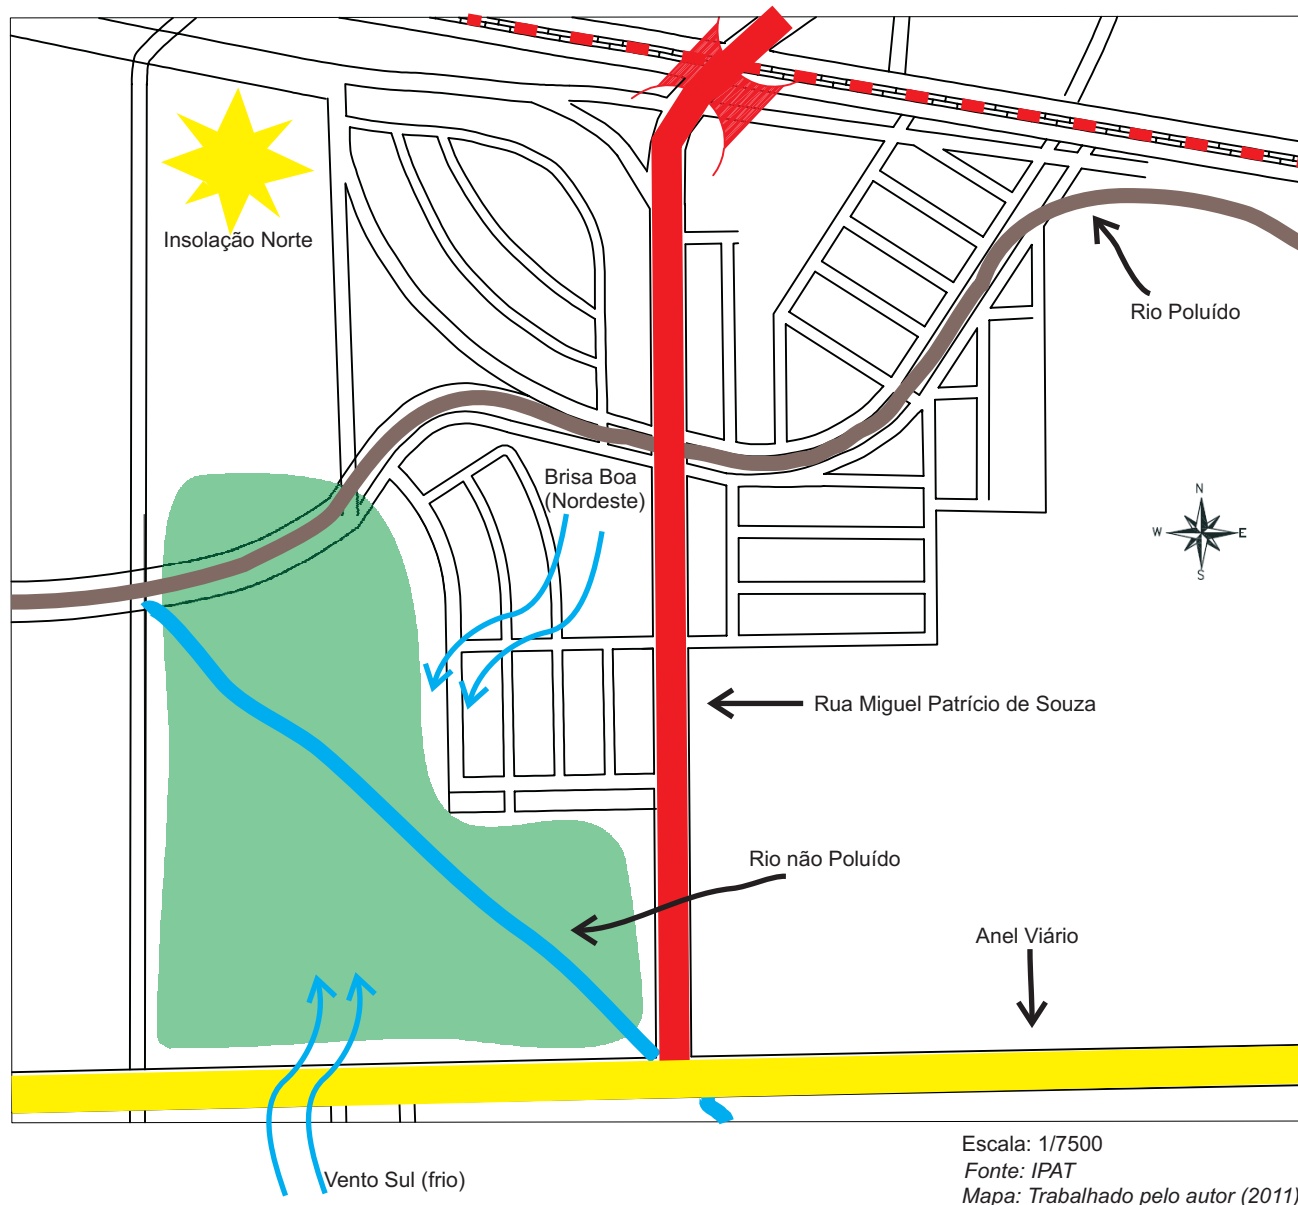 Insolação Norte
Rio Poluído
Brisa Boa
(Nordeste)
N
W
E
S
Rua Miguel Patrício de Souza
Rio não Poluído
Anel Viário
Vento Sul (frio)
Escala: 1/7500
Fonte: IPAT
Mapa: Trabalhado pelo autor (2011)